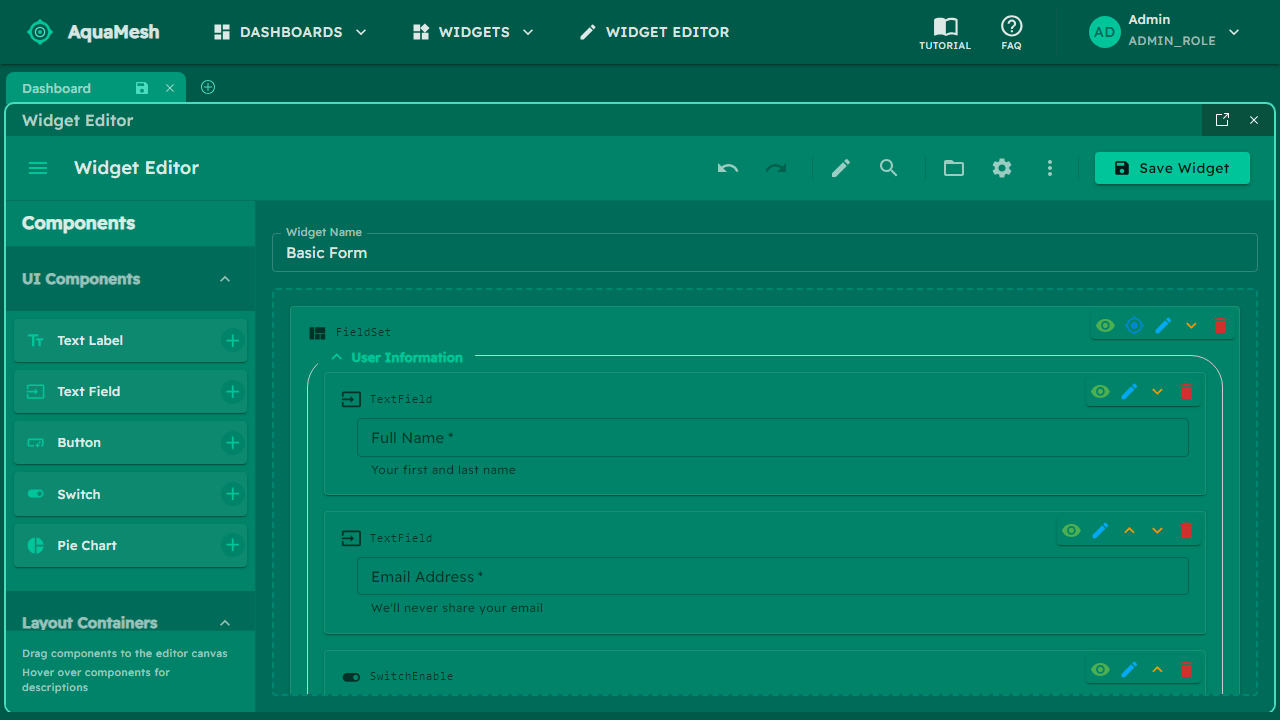 AquaMesh
DASHBOARDS
WIDGETS
WIDGET EDITOR
TUTORIAL
FAQ
AD
Admin
ADMIN_ROLE
Dashboard
Widget Editor
Widget Editor
Save Widget
Components
UI Components
Text Label
Text Field
Button
Switch
Pie Chart
Layout Containers
Drag components to the editor canvas
Hover over components for
descriptions
Widget Name
Basic Form
FieldSet
User Information
TextField
Full Name *
Your first and last name
TextField
Email Address *
We'll never share your email
SwitchEnable